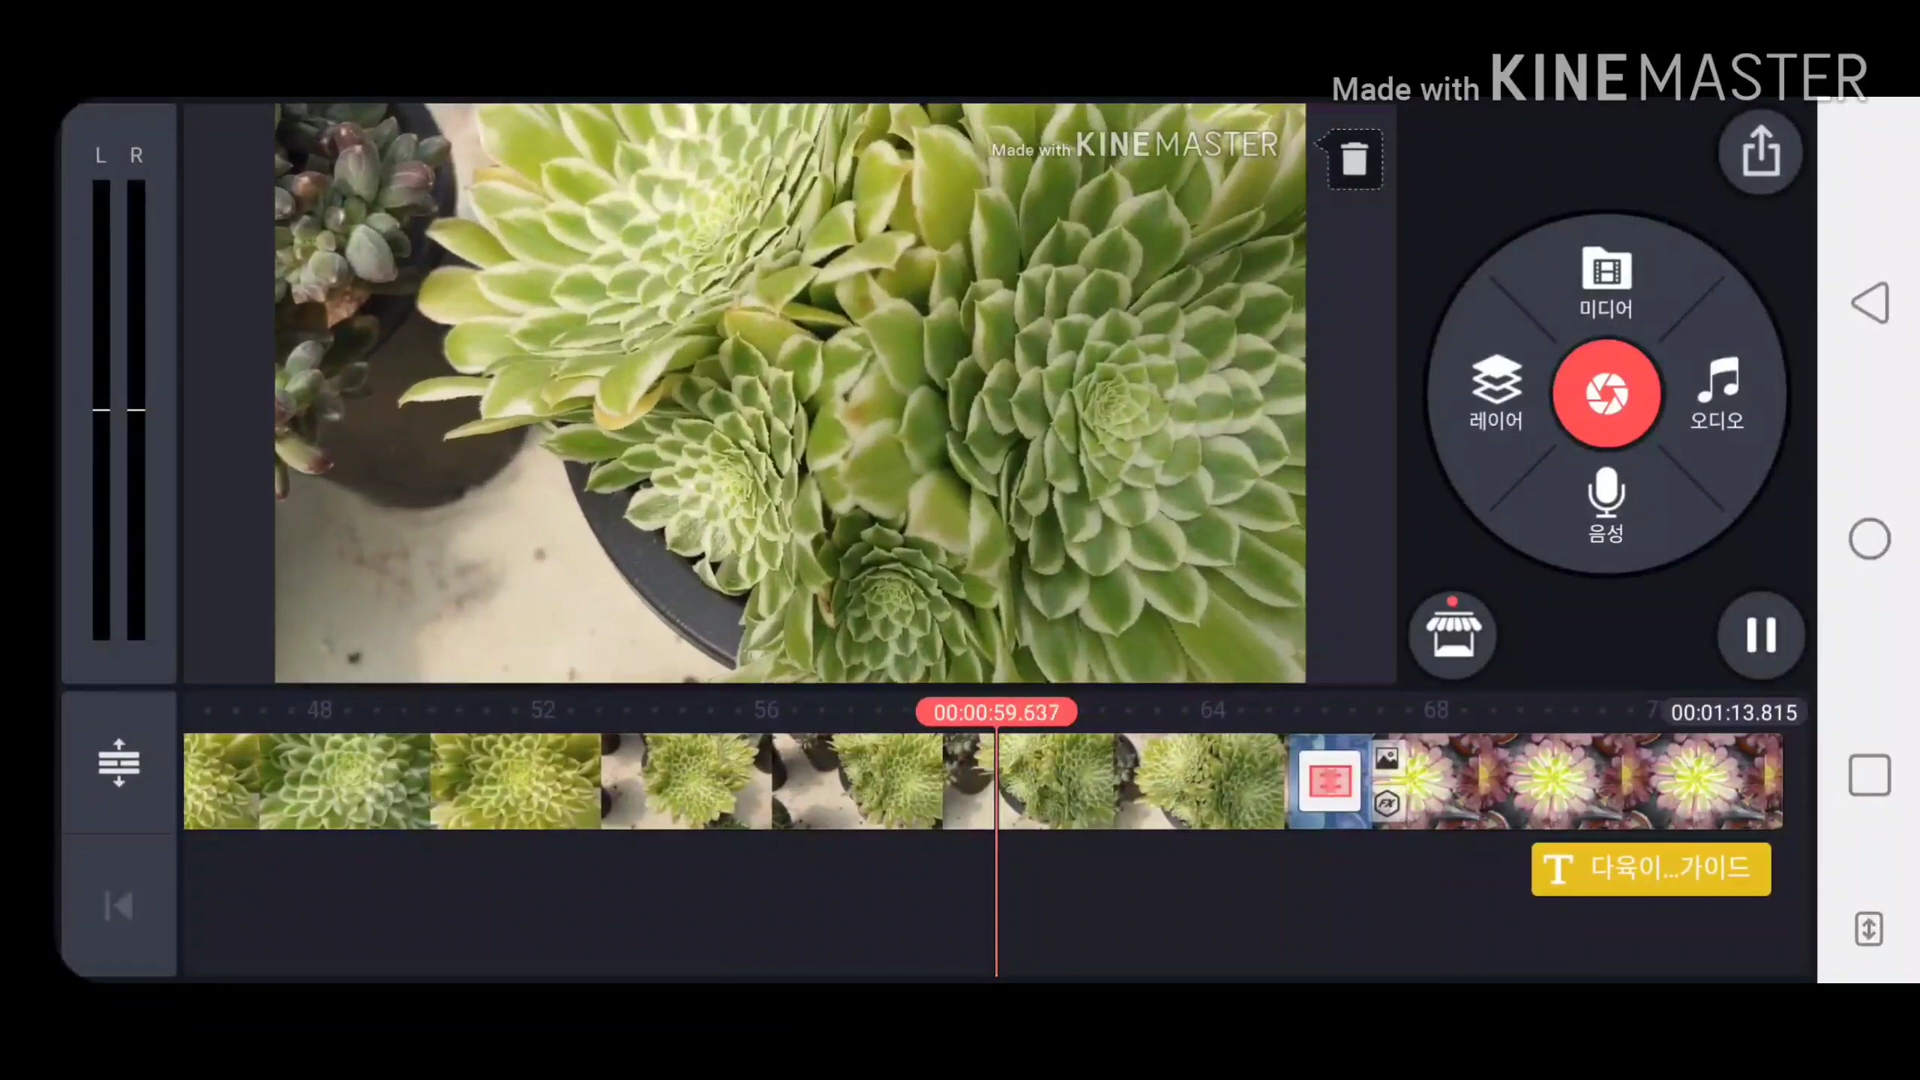 Made with KINEMASTER
L R
Made with KINEMASTER
미디어
레이어
오디오
음성
48 52 56 00:00:59.637 64 68 00:01:13.815
FX
T 다육이...가이드